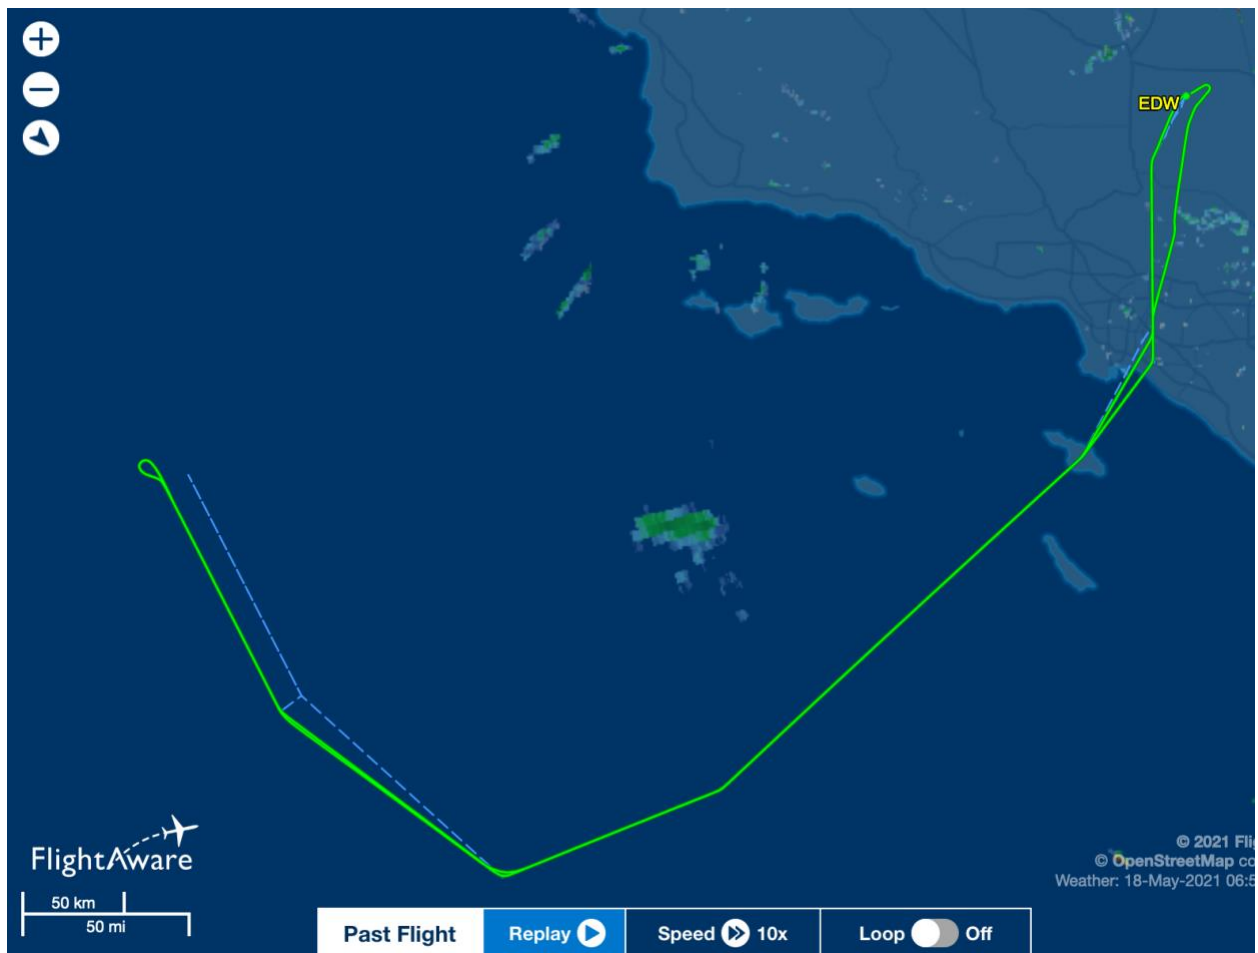 EDW
FlightAware
50 km
50 mi
© 2021 Flig
© OpenStreetMap co
Weather: 18-May-2021 06:5
Past Flight
Replay
Speed 10x
Loop Off